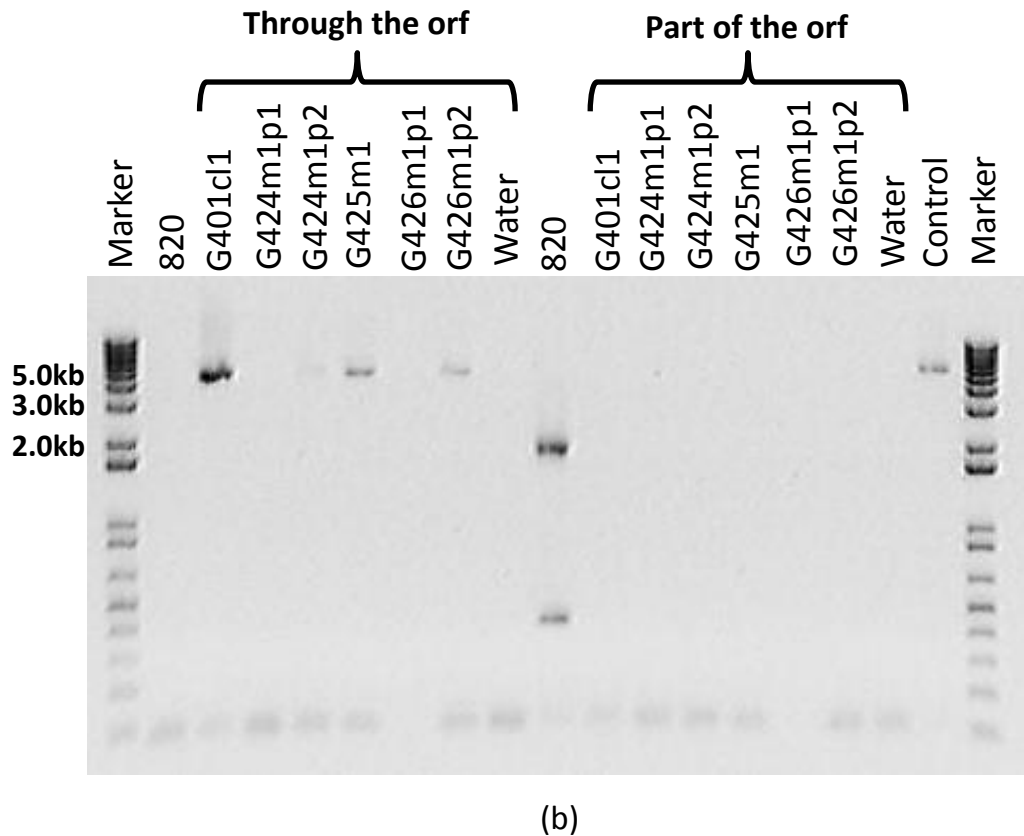 Through the orf
Part of the orf
Marker
820
G401cl1
G424m1p1
G424m1p2
G425m1
G426m1p1
G426m1p2
Water
820
G401cl1
G424m1p1
G424m1p2
G425m1
G426m1p1
G426m1p2
Water
Control
Marker
5.0kb
3.0kb
2.0kb
(b)